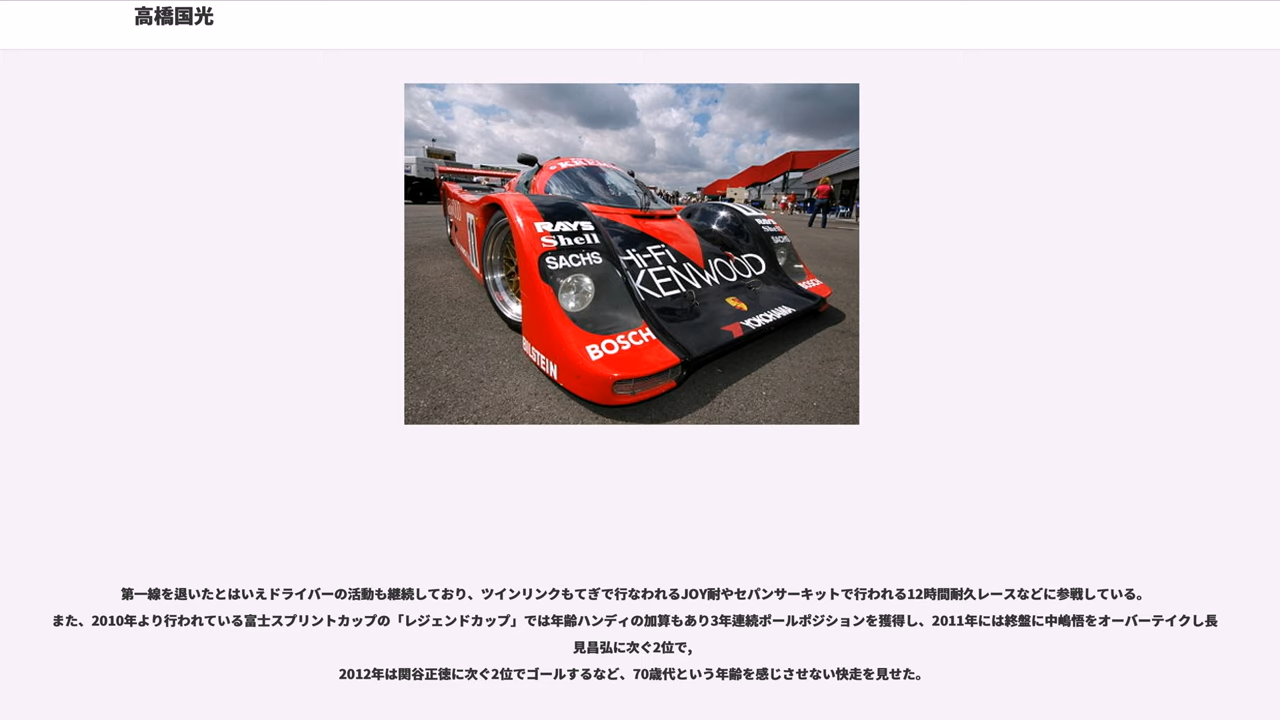 高橋国光
RAYS
Shell
SACHS
Hi-Fi
KENWOOD
YOKOHAMA
BOSCH
BILSTEIN
11
Shell
SACHS
BOSCH
第一線を退いたとはいえドライバーの活動も継続しており、ツインリンクもてぎで行なわれるJOY耐やセパンサーキットで行われる12時間耐久レースなどに参戦している。
また、2010年より行われている富士スプリントカップの「レジェンドカップ」では年齢ハンディの加算もあり3年連続ポールポジションを獲得し、2011年には終盤に中嶋悟をオーバーテイクし長
見昌弘に次ぐ2位で,
2012年は関谷正徳に次ぐ2位でゴールするなど、70歳代という年齢を感じさせない快走を見せた。